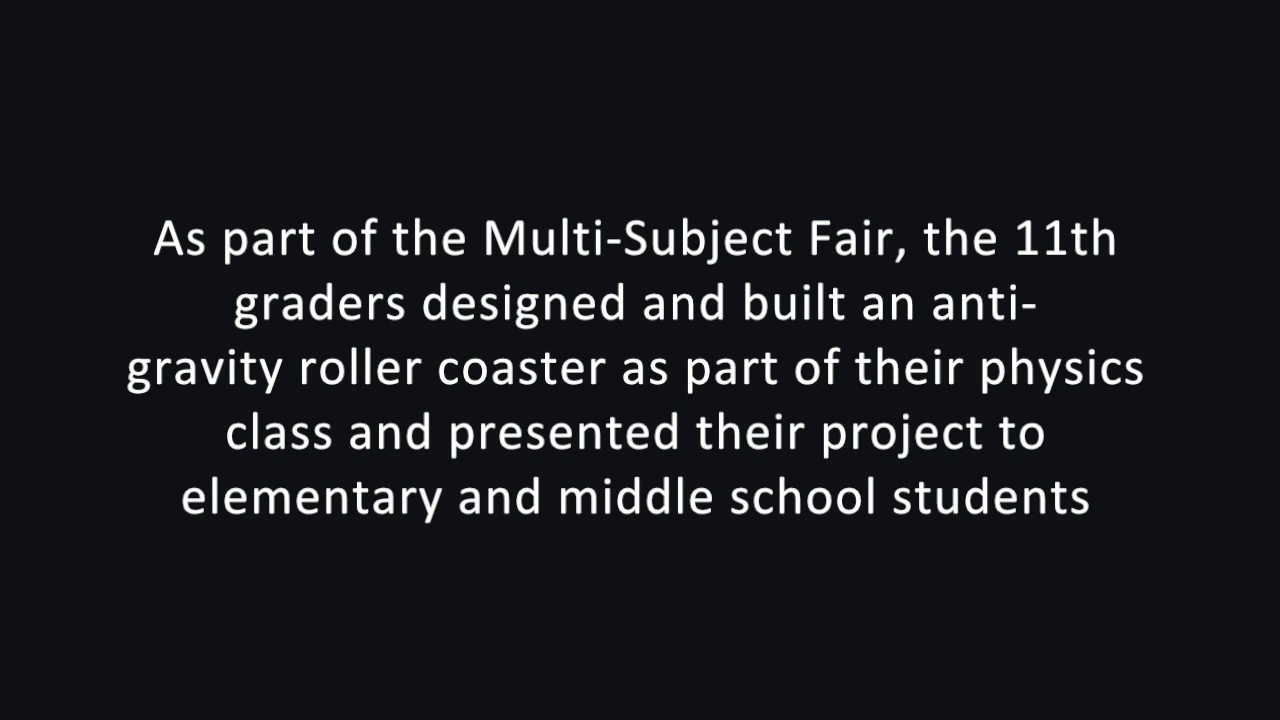 As part of the Multi-Subject Fair, the 11th
graders designed and built an anti-
gravity roller coaster as part of their physics
class and presented their project to
elementary and middle school students